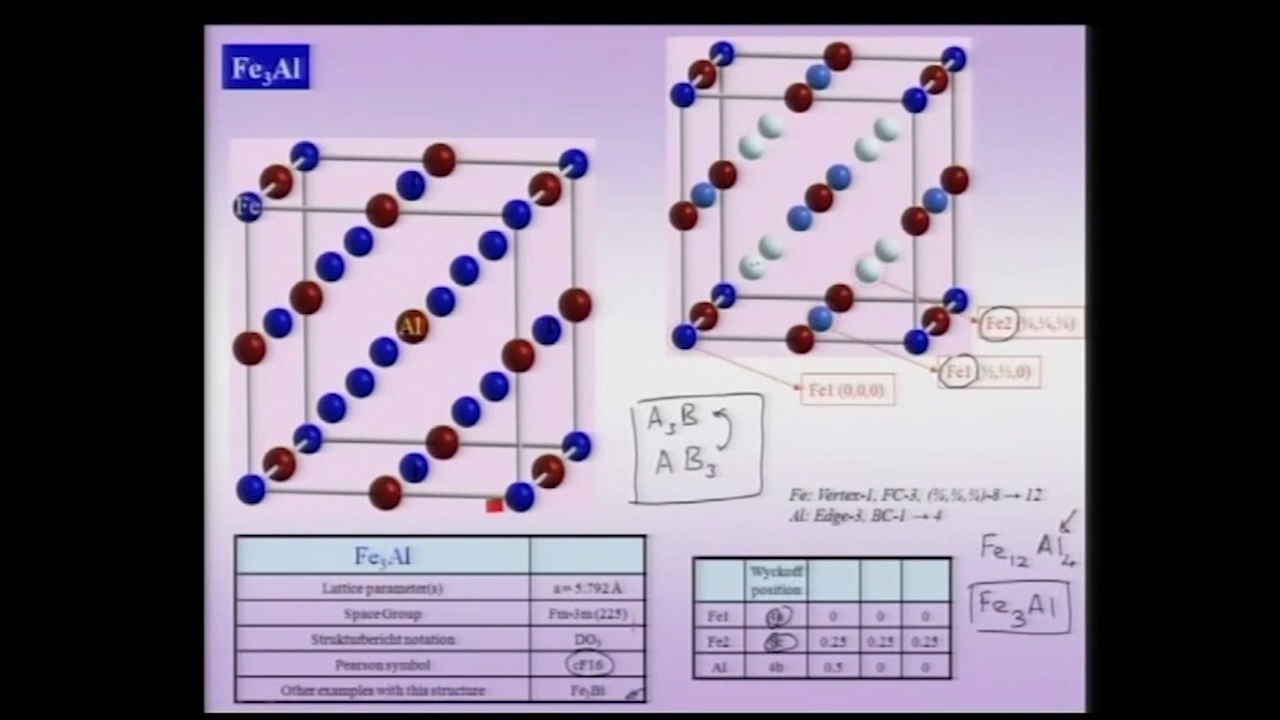 Fe₃Al
Fe
Al
Fe2 (¼,¼,¼)
Fe1 (½,½,0)
Fe1 (0,0,0)
A₃B
AB₃
Fe: Vertex-1, FC-3, (¼,¼,¼)-8 → 12
Al: Edge-3, BC-1 → 4
Fe₁₂ Al₄
Fe₃Al
Fe₃Al
Lattice parameter(s) a = 5.792 Å
Space Group Fm-3m (225)
Strukturbericht notation DO₃
Pearson symbol cF16
Other examples with this structure Fe₃Bi
Wyckoff
position
Fe1 0 0 0
Fe2 8c 0.25 0.25 0.25
Al 4b 0.5 0 0